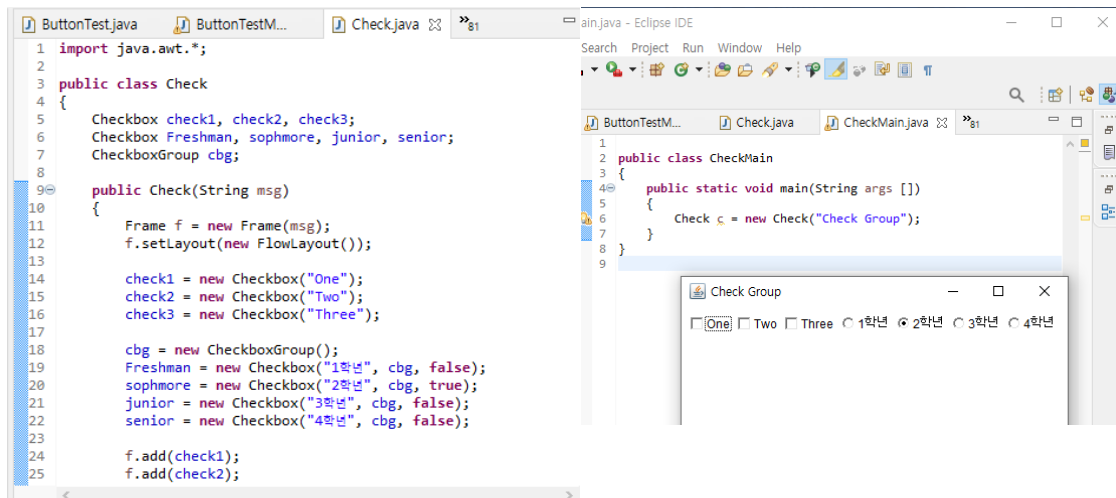 ButtonTest.java ButtonTestM... Check.java »81
1 import java.awt.*;
2
3 public class Check
4 {
5 Checkbox check1, check2, check3;
6 Checkbox Freshman, sophmore, junior, senior;
7 CheckboxGroup cbg;
8
9 public Check(String msg)
10 {
11 Frame f = new Frame(msg);
12 f.setLayout(new FlowLayout());
13
14 check1 = new Checkbox("One");
15 check2 = new Checkbox("Two");
16 check3 = new Checkbox("Three");
17
18 cbg = new CheckboxGroup();
19 Freshman = new Checkbox("1학년", cbg, false);
20 sophmore = new Checkbox("2학년", cbg, true);
21 junior = new Checkbox("3학년", cbg, false);
22 senior = new Checkbox("4학년", cbg, false);
23
24 f.add(check1);
25 f.add(check2);
ain.java - Eclipse IDE
Search Project Run Window Help
ButtonTestM... Check.java CheckMain.java »81
1
2 public class CheckMain
3 {
4 public static void main(String args [])
5 {
6 Check c = new Check("Check Group");
7 }
8 }
9
Check Group
One Two Three 1학년 2학년 3학년 4학년